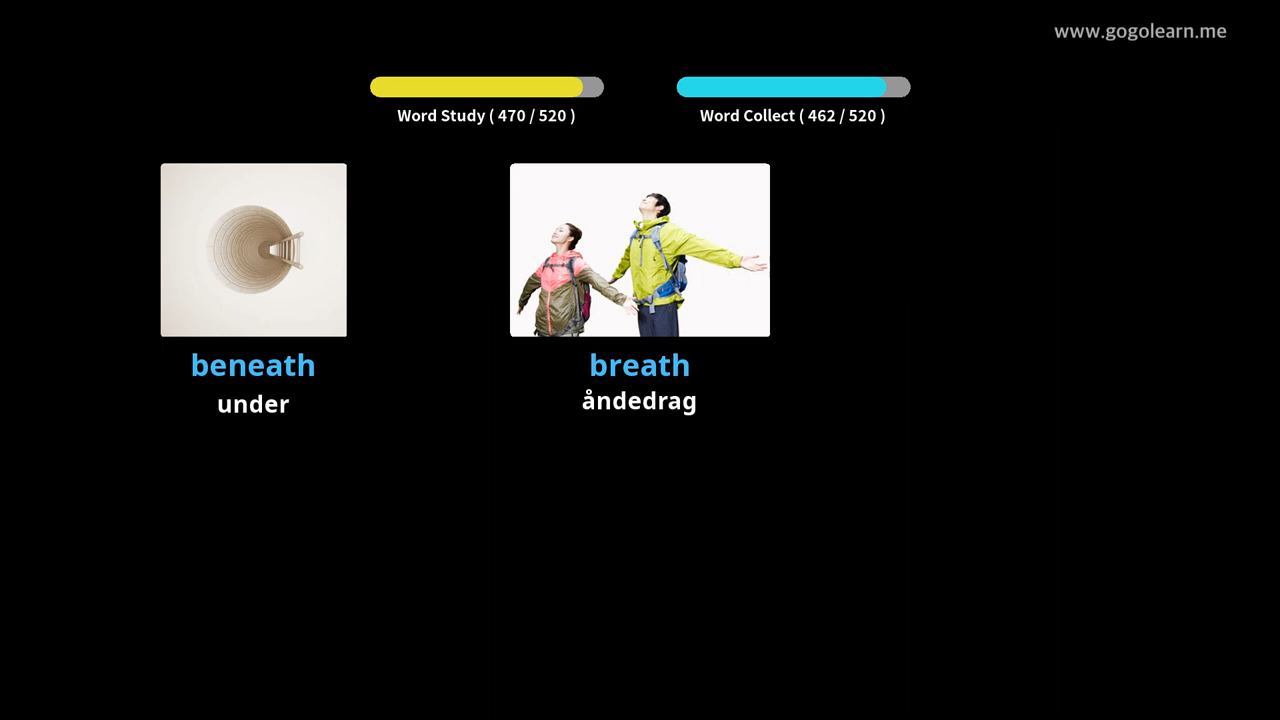 www.gogolearn.me
Word Study ( 470 / 520 )
Word Collect ( 462 / 520 )
beneath
under
breath
åndedrag